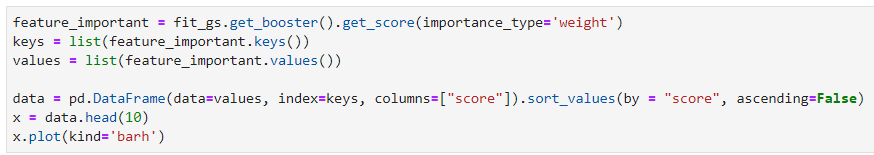 feature_important = fit_gs.get_booster().get_score(importance_type='weight')
keys = list(feature_important.keys())
values = list(feature_important.values())
data = pd.DataFrame(data=values, index=keys, columns=["score"]).sort_values(by = "score", ascending=False)
x = data.head(10)
x.plot(kind='barh')